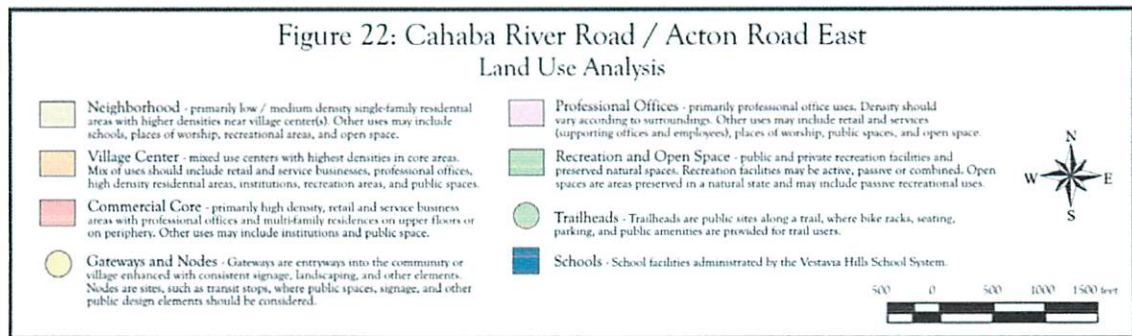 Figure 22: Cahaba River Road / Acton Road East
Land Use Analysis
Neighborhood - primarily low / medium density single-family residential
areas with higher densities near village center(s). Other uses may include
schools, places of worship, recreational areas, and open space.
Village Center - mixed use centers with highest densities in core areas.
Mix of uses should include retail and service businesses, professional offices,
high density residential areas, institutions, recreation areas, and public spaces.
Commercial Core - primarily high density, retail and service business
areas with professional offices and multi-family residences on upper floors or
on periphery. Other uses may include institutions and public space.
Gateways and Nodes - Gateways are entryways into the community or
village enhanced with consistent signage, landscaping, and other elements.
Nodes are sites, such as transit stops, where public spaces, signage, and other
public design elements should be considered.
Professional Offices - primarily professional office uses. Density should
vary according to surroundings. Other uses may include retail and services
(supporting offices and employees), places of worship, public spaces, and open space.
Recreation and Open Space - public and private recreation facilities and
preserved natural spaces. Recreation facilities may be active, passive or combined. Open
spaces are areas preserved in a natural state and may include passive recreational uses.
Trailheads - Trailheads are public sites along a trail, where bike racks, seating,
parking, and public amenities are provided for trail users.
Schools - School facilities administrated by the Vestavia Hills School System.
N
W E
S
500 0 500 1000 1500 feet